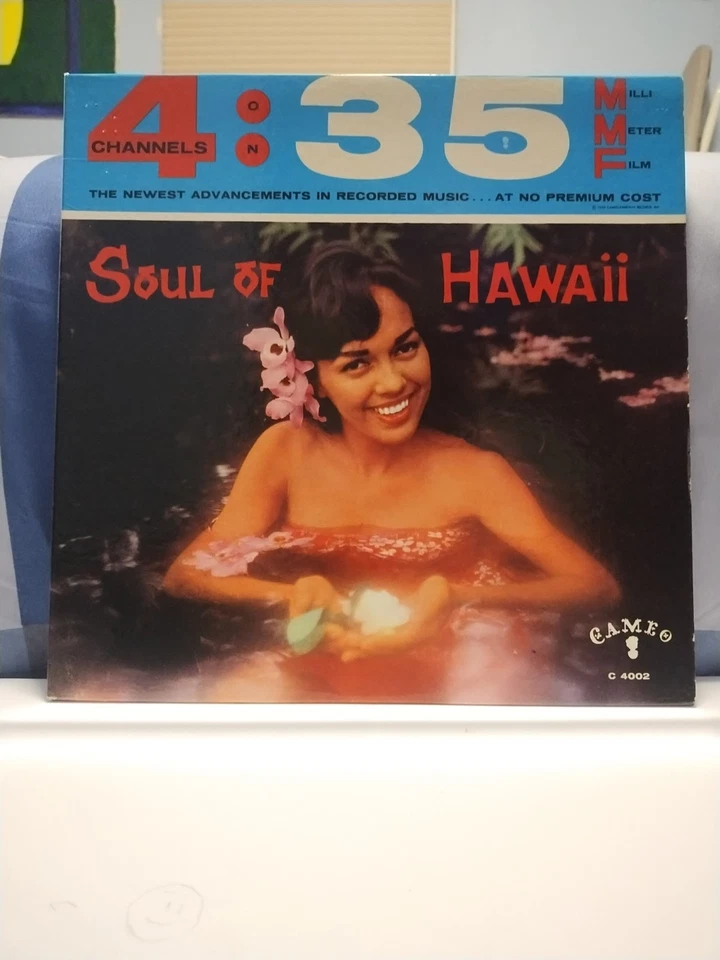 4 CHANNELS ON 35 MILLI METER FILM
THE NEWEST ADVANCEMENTS IN RECORDED MUSIC...AT NO PREMIUM COST
SOUL OF HAWAII
CAMEO
C 4002